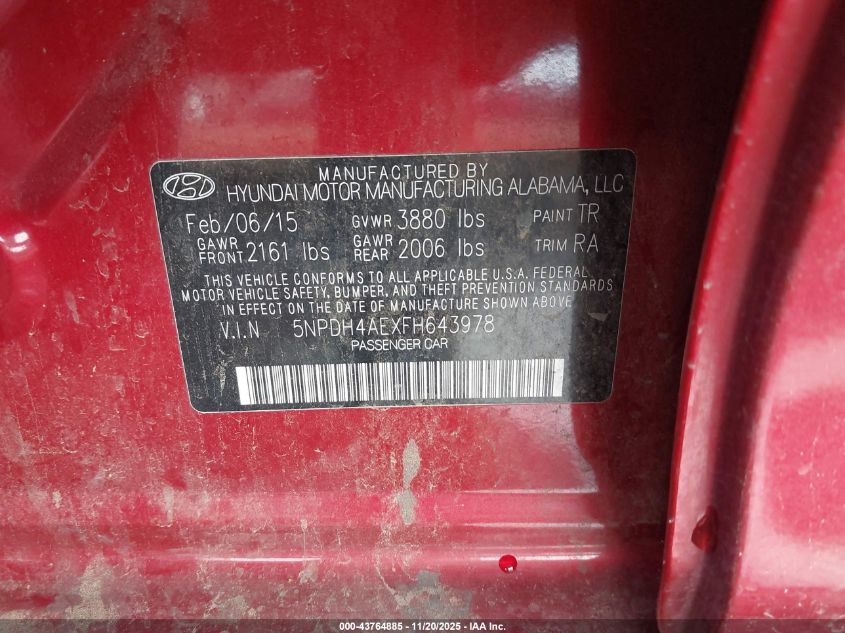 MANUFACTURED BY
HYUNDAI MOTOR MANUFACTURING ALABAMA, LLC
Feb/06/15 GVWR 3880 lbs PAINT TR
GAWR FRONT 2161 lbs GAWR REAR 2006 lbs TRIM RA
THIS VEHICLE CONFORMS TO ALL APPLICABLE U.S.A. FEDERAL
MOTOR VEHICLE SAFETY, BUMPER, AND THEFT PREVENTION STANDARDS
IN EFFECT ON THE DATE OF MANUFACTURE SHOWN ABOVE
V.I.N 5NPDH4AEXFH643978
PASSENGER CAR
000-43764885 - 11/20/2025 - IAA Inc.